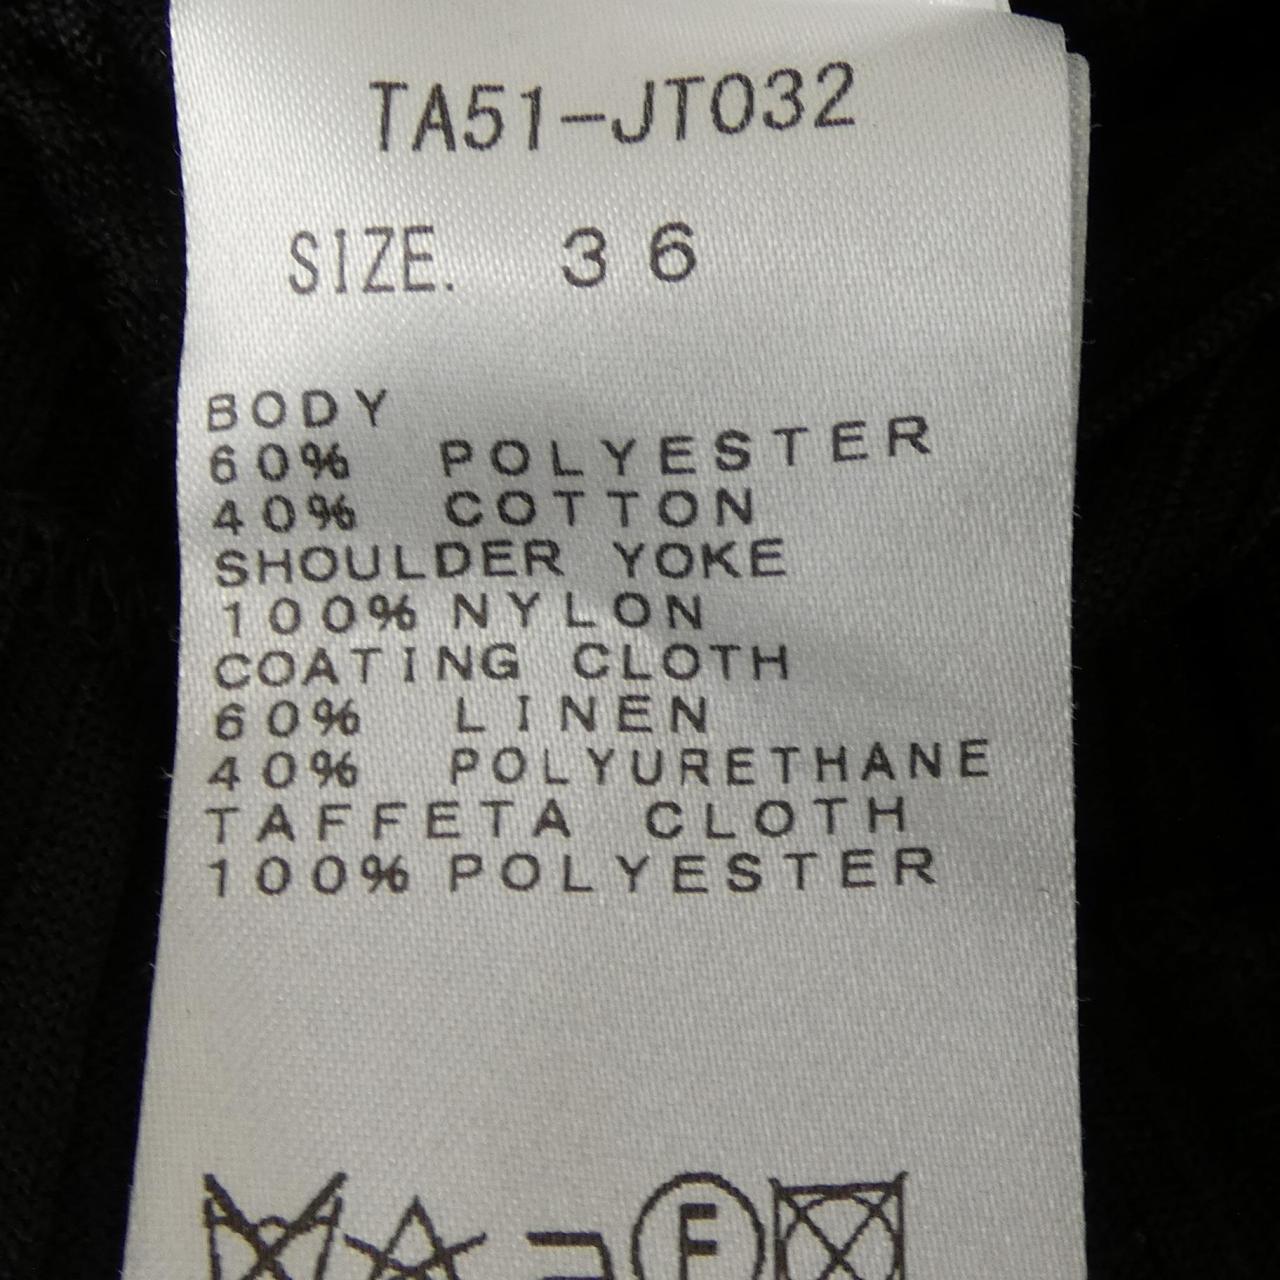 TA51-JT032
SIZE. 36
BODY
60% POLYESTER
40% COTTON
SHOULDER YOKE
100% NYLON
COATING CLOTH
60% LINEN
40% POLYURETHANE
TAFFETA CLOTH
100% POLYESTER
F